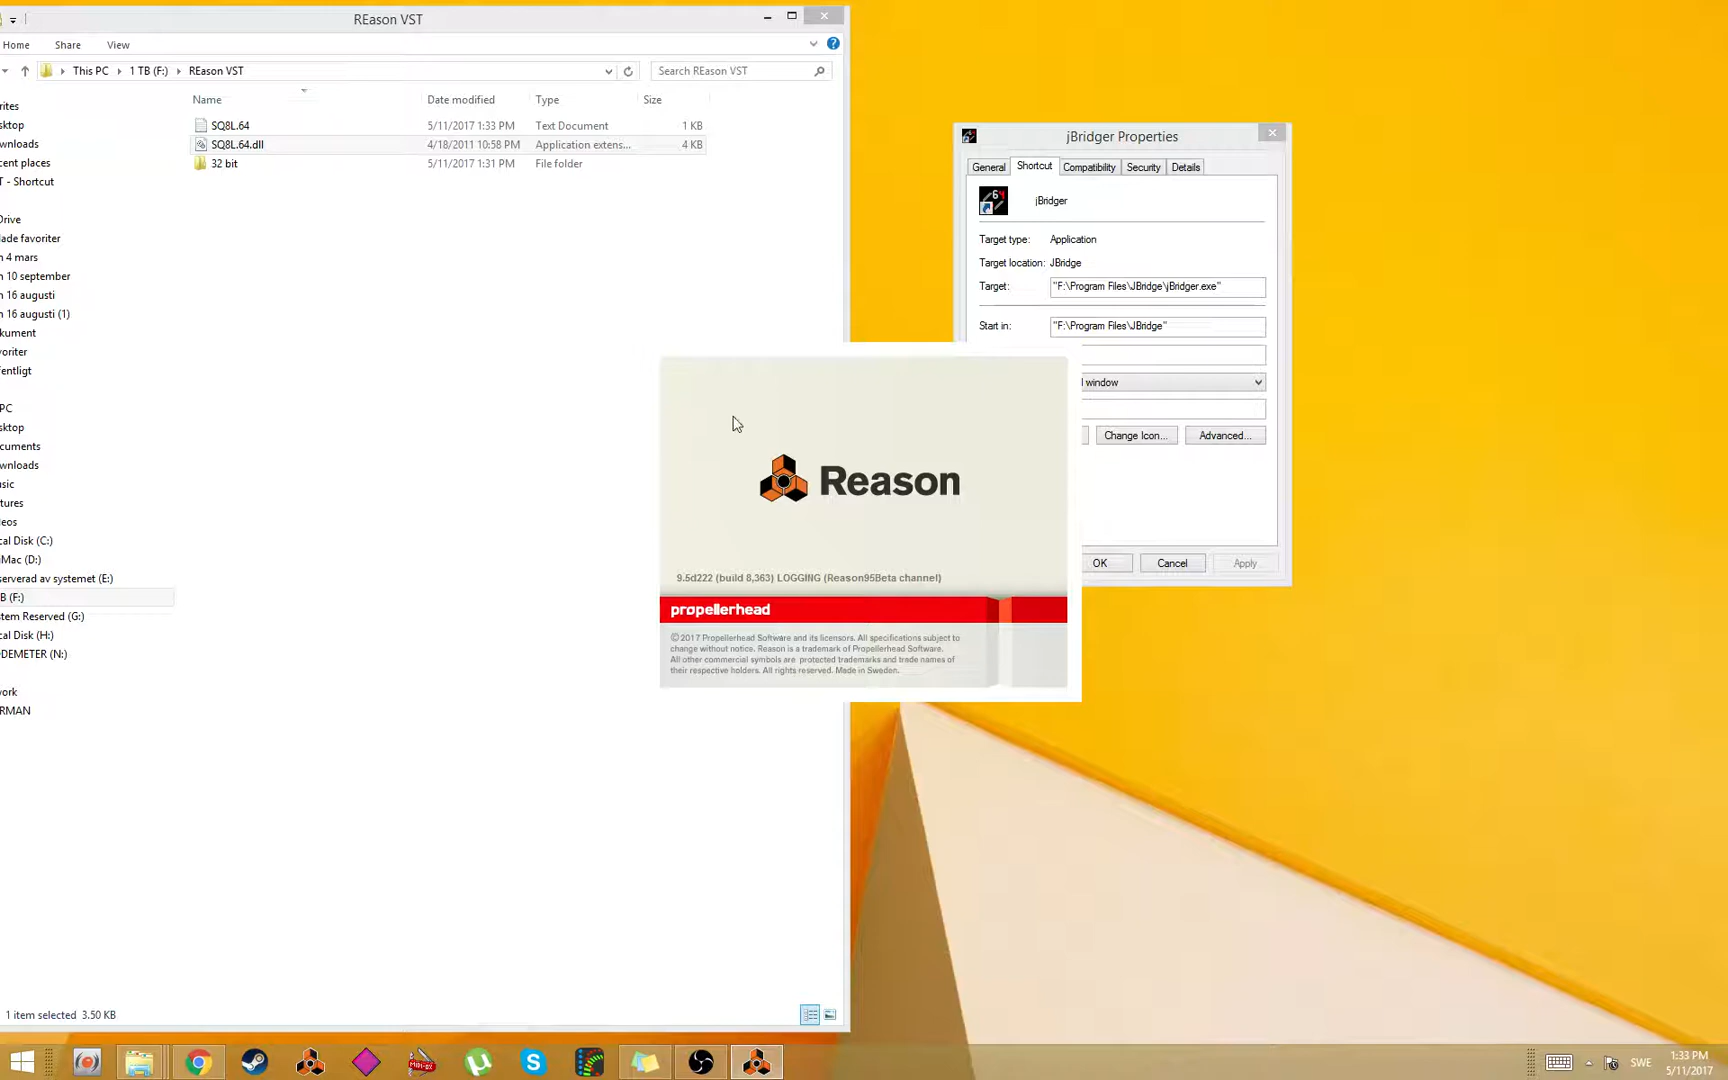 REason VST
Home Share View
This PC 1 TB (F:) REason VST
Search REason VST
Name Date modified Type Size
SQ8L.64 5/11/2017 1:33 PM Text Document 1 KB
SQ8L.64.dll 4/18/2011 10:58 PM Application extens... 4 KB
32 bit 5/11/2017 1:31 PM File folder
rites
sktop
wnloads
cent places
T - Shortcut
Drive
lade favoriter
n 4 mars
n 10 september
n 16 augusti
n 16 augusti (1)
kument
voriter
fentligt
PC
sktop
cuments
wnloads
usic
tures
deos
cal Disk (C:)
iMac (D:)
serverad av systemet (E:)
B (F:)
stem Reserved (G:)
cal Disk (H:)
DEMETER (N:)
work
RMAN
1 item selected 3.50 KB
jBridger Properties
General Shortcut Compatibility Security Details
jBridger
Target type: Application
Target location: JBridge
Target: "F:\Program Files\JBridge\jBridger.exe"
Start in: "F:\Program Files\JBridge"
window
Change Icon... Advanced...
OK Cancel Apply
Reason
9.5d222 (build 8,363) LOGGING (Reason95Beta channel)
propellerhead
©2017 Propellerhead Software and its licensors. All specifications subject to
change without notice. Reason is a trademark of Propellerhead Software.
All other commercial symbols are protected trademarks and trade names of
their respective holders. All rights reserved. Made in Sweden.
SWE
1:33 PM
5/11/2017